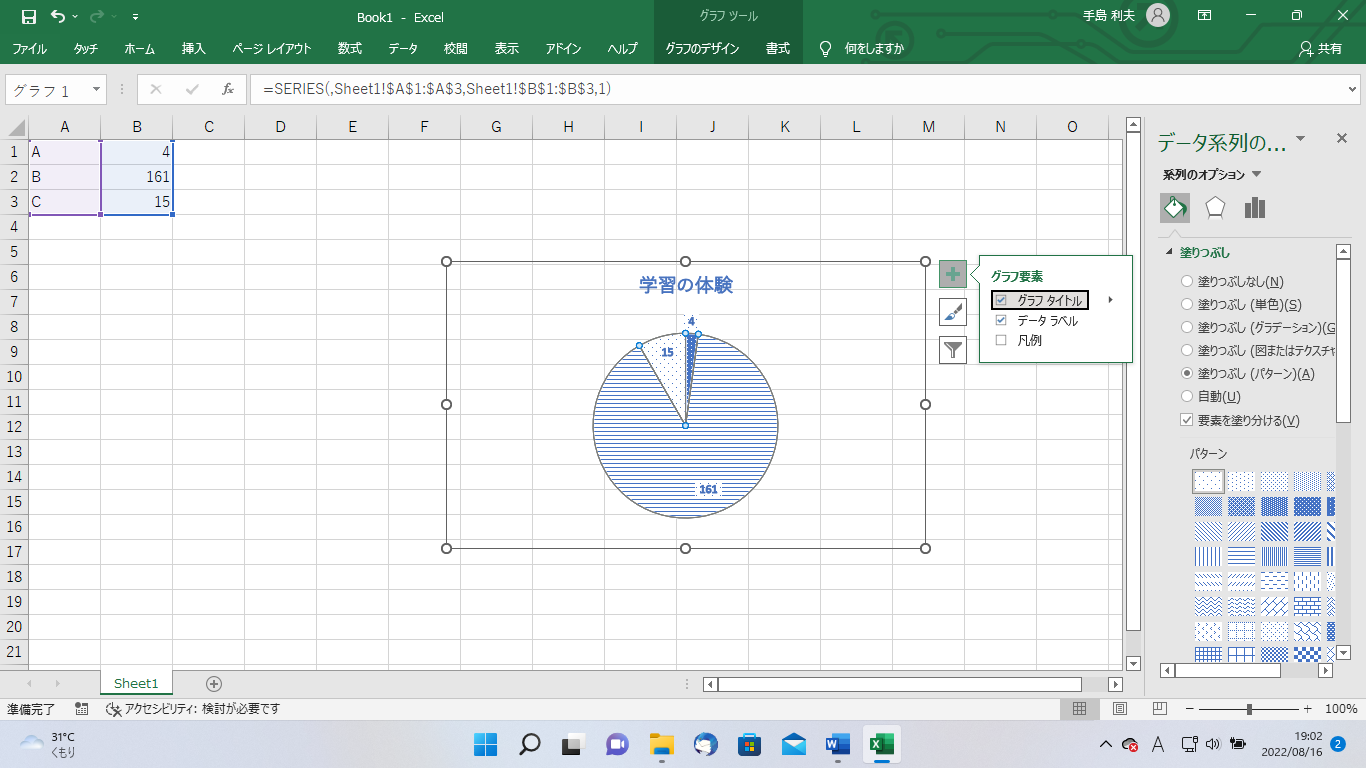 Book1 - Excel
グラフ ツール
手島 利夫
ファイル
タッチ
ホーム
挿入
ページ レイアウト
数式
データ
校閲
表示
アドイン
ヘルプ
グラフのデザイン
書式
何をしますか
共有
グラフ 1
fx
=SERIES(,Sheet1!$A$1:$A$3,Sheet1!$B$1:$B$3,1)
A B C D E F G H I J K L M N O
1 A 4
2 B 161
3 C 15
4
5
6
7
8
9
10
11
12
13
14
15
16
17
18
19
20
21
学習の体験
4
15
161
グラフ要素
グラフ タイトル
データ ラベル
凡例
データ系列の...
系列のオプション
塗りつぶし
塗りつぶしなし(N)
塗りつぶし (単色)(S)
塗りつぶし (グラデーション)(G
塗りつぶし (図またはテクスチャ
塗りつぶし (パターン)(A)
自動(U)
要素を塗り分ける(V)
パターン
Sheet1
準備完了
アクセシビリティ: 検討が必要です
100%
31°C
くもり
A
19:02
2022/08/16
2